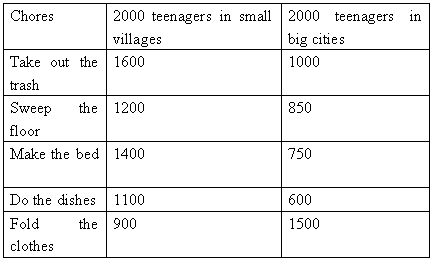 Chores 2000 teenagers in small 2000 teenagers in
villages big cities
Take out the 1600 1000
trash
Sweep the 1200 850
floor
Make the bed 1400 750
Do the dishes 1100 600
Fold the 900 1500
clothes